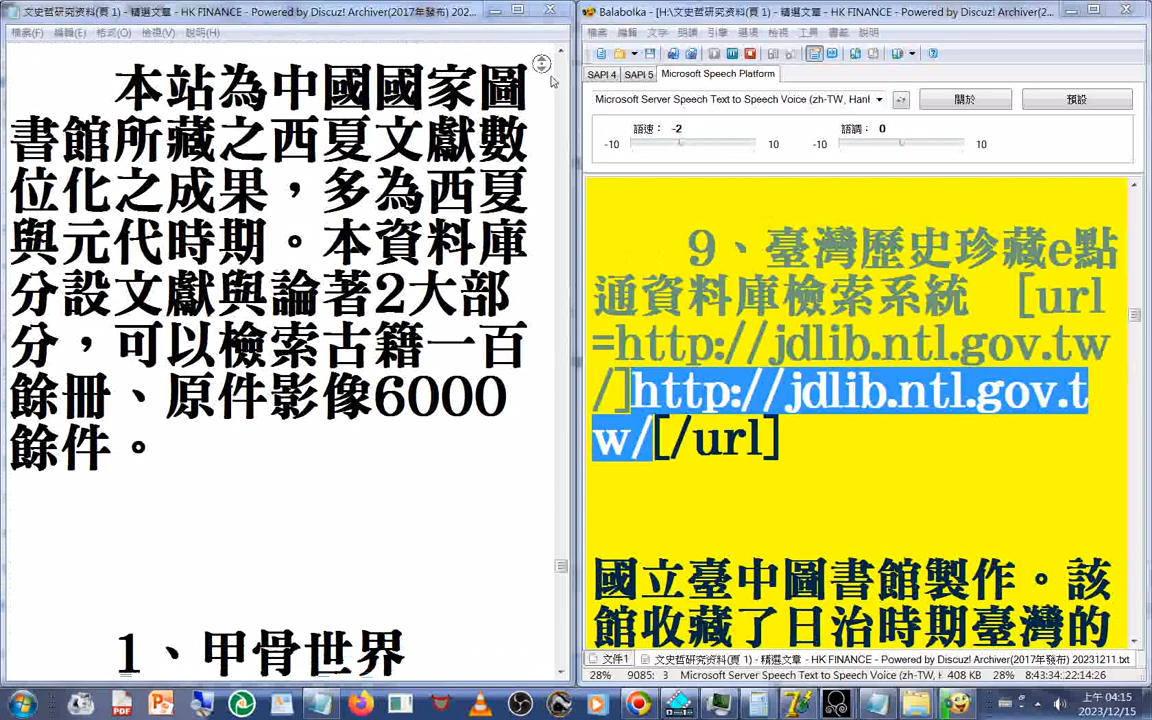 文史哲研究资料(頁 1) - 精選文章 - HK FINANCE - Powered by Discuz! Archiver(2017年發布) 202...
檔案(F) 編輯(E) 格式(O) 檢視(V) 說明(H)
本站為中國國家圖
書館所藏之西夏文獻數
位化之成果，多為西夏
與元代時期。本資料庫
分設文獻與論著2大部
分，可以檢索古籍一百
餘冊、原件影像6000
餘件。
1、甲骨世界
Balabolka - [H:\文史哲研究资料(頁 1) - 精選文章 - HK FINANCE - Powered by Discuz! Archiver(2...
檔案 編輯 文字 朗讀 引擎 選項 檢視 工具 書籤 說明
SAPI 4 SAPI 5 Microsoft Speech Platform
Microsoft Server Speech Text to Speech Voice (zh-TW, Hanl
關於 預設
語速： -2 語調： 0
-10 10 -10 10
9、臺灣歷史珍藏e點
通資料庫檢索系統　[url
=http://jdlib.ntl.gov.tw
/]http://jdlib.ntl.gov.t
w/[/url]
國立臺中圖書館製作。該
館收藏了日治時期臺灣的
文件1 文史哲研究资料(頁 1) - 精選文章 - HK FINANCE - Powered by Discuz! Archiver(2017年發布) 20231211.txt
28% 9085: 3 Microsoft Server Speech Text to Speech Voice (zh-TW, H 408 KB 28% 8:43:34:22:14:26
上午 04:15
2023/12/15